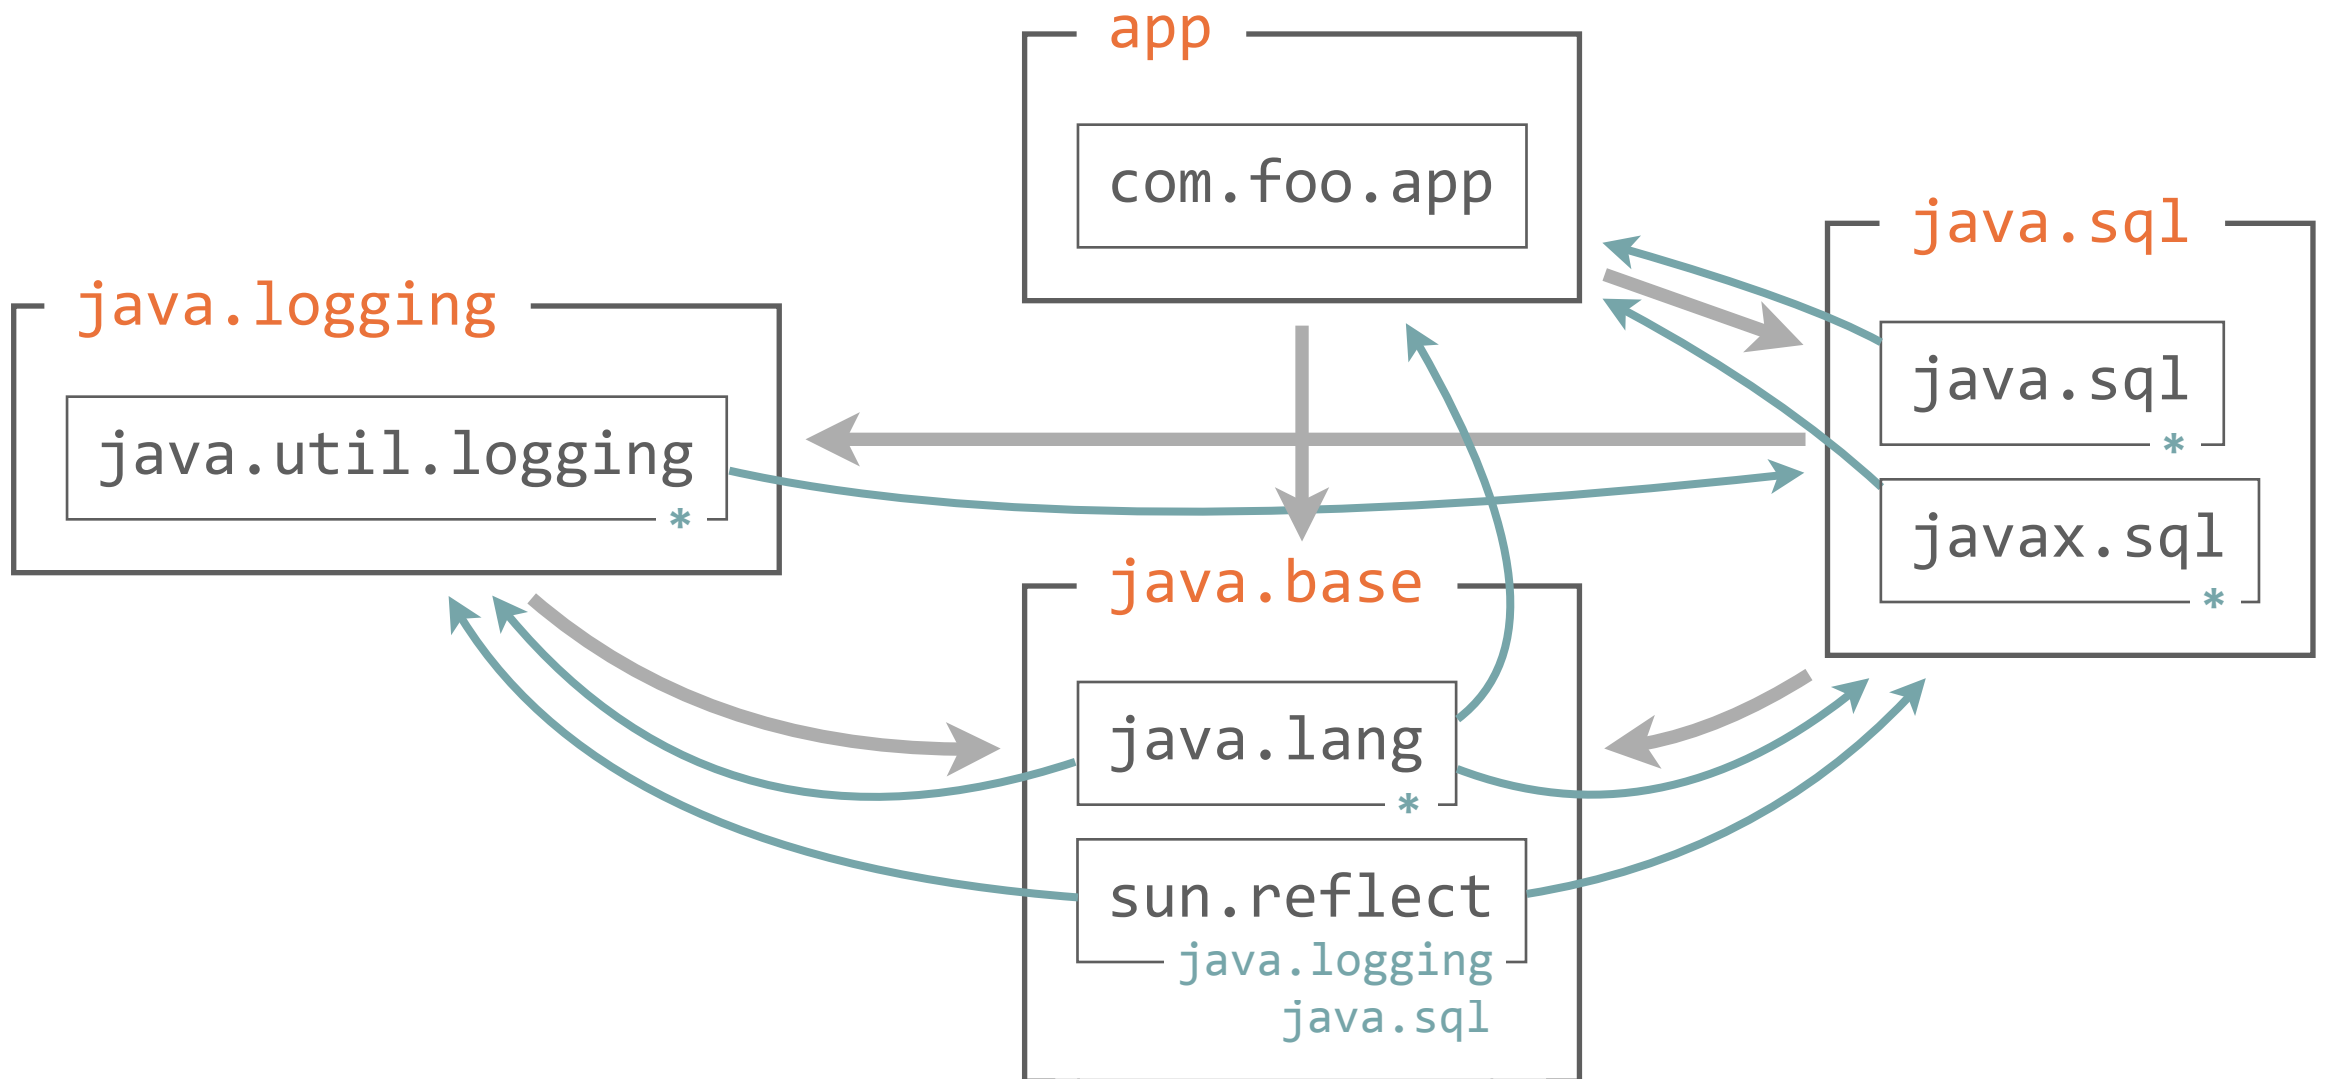 app
com.foo.app
java.sql
java.sql
*
javax.sql
*
java.logging
java.util.logging
*
java.base
java.lang
*
sun.reflect
java.logging
java.sql